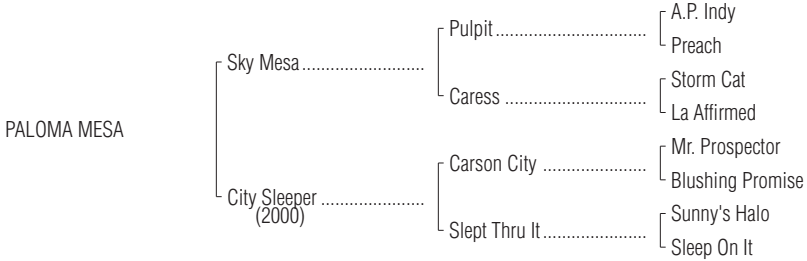 A.P. Indy
Pulpit
Preach
Sky Mesa
Storm Cat
Caress
La Affirmed
PALOMA MESA
Mr. Prospector
Carson City
Blushing Promise
City Sleeper
(2000)
Sunny's Halo
Slept Thru It
Sleep On It